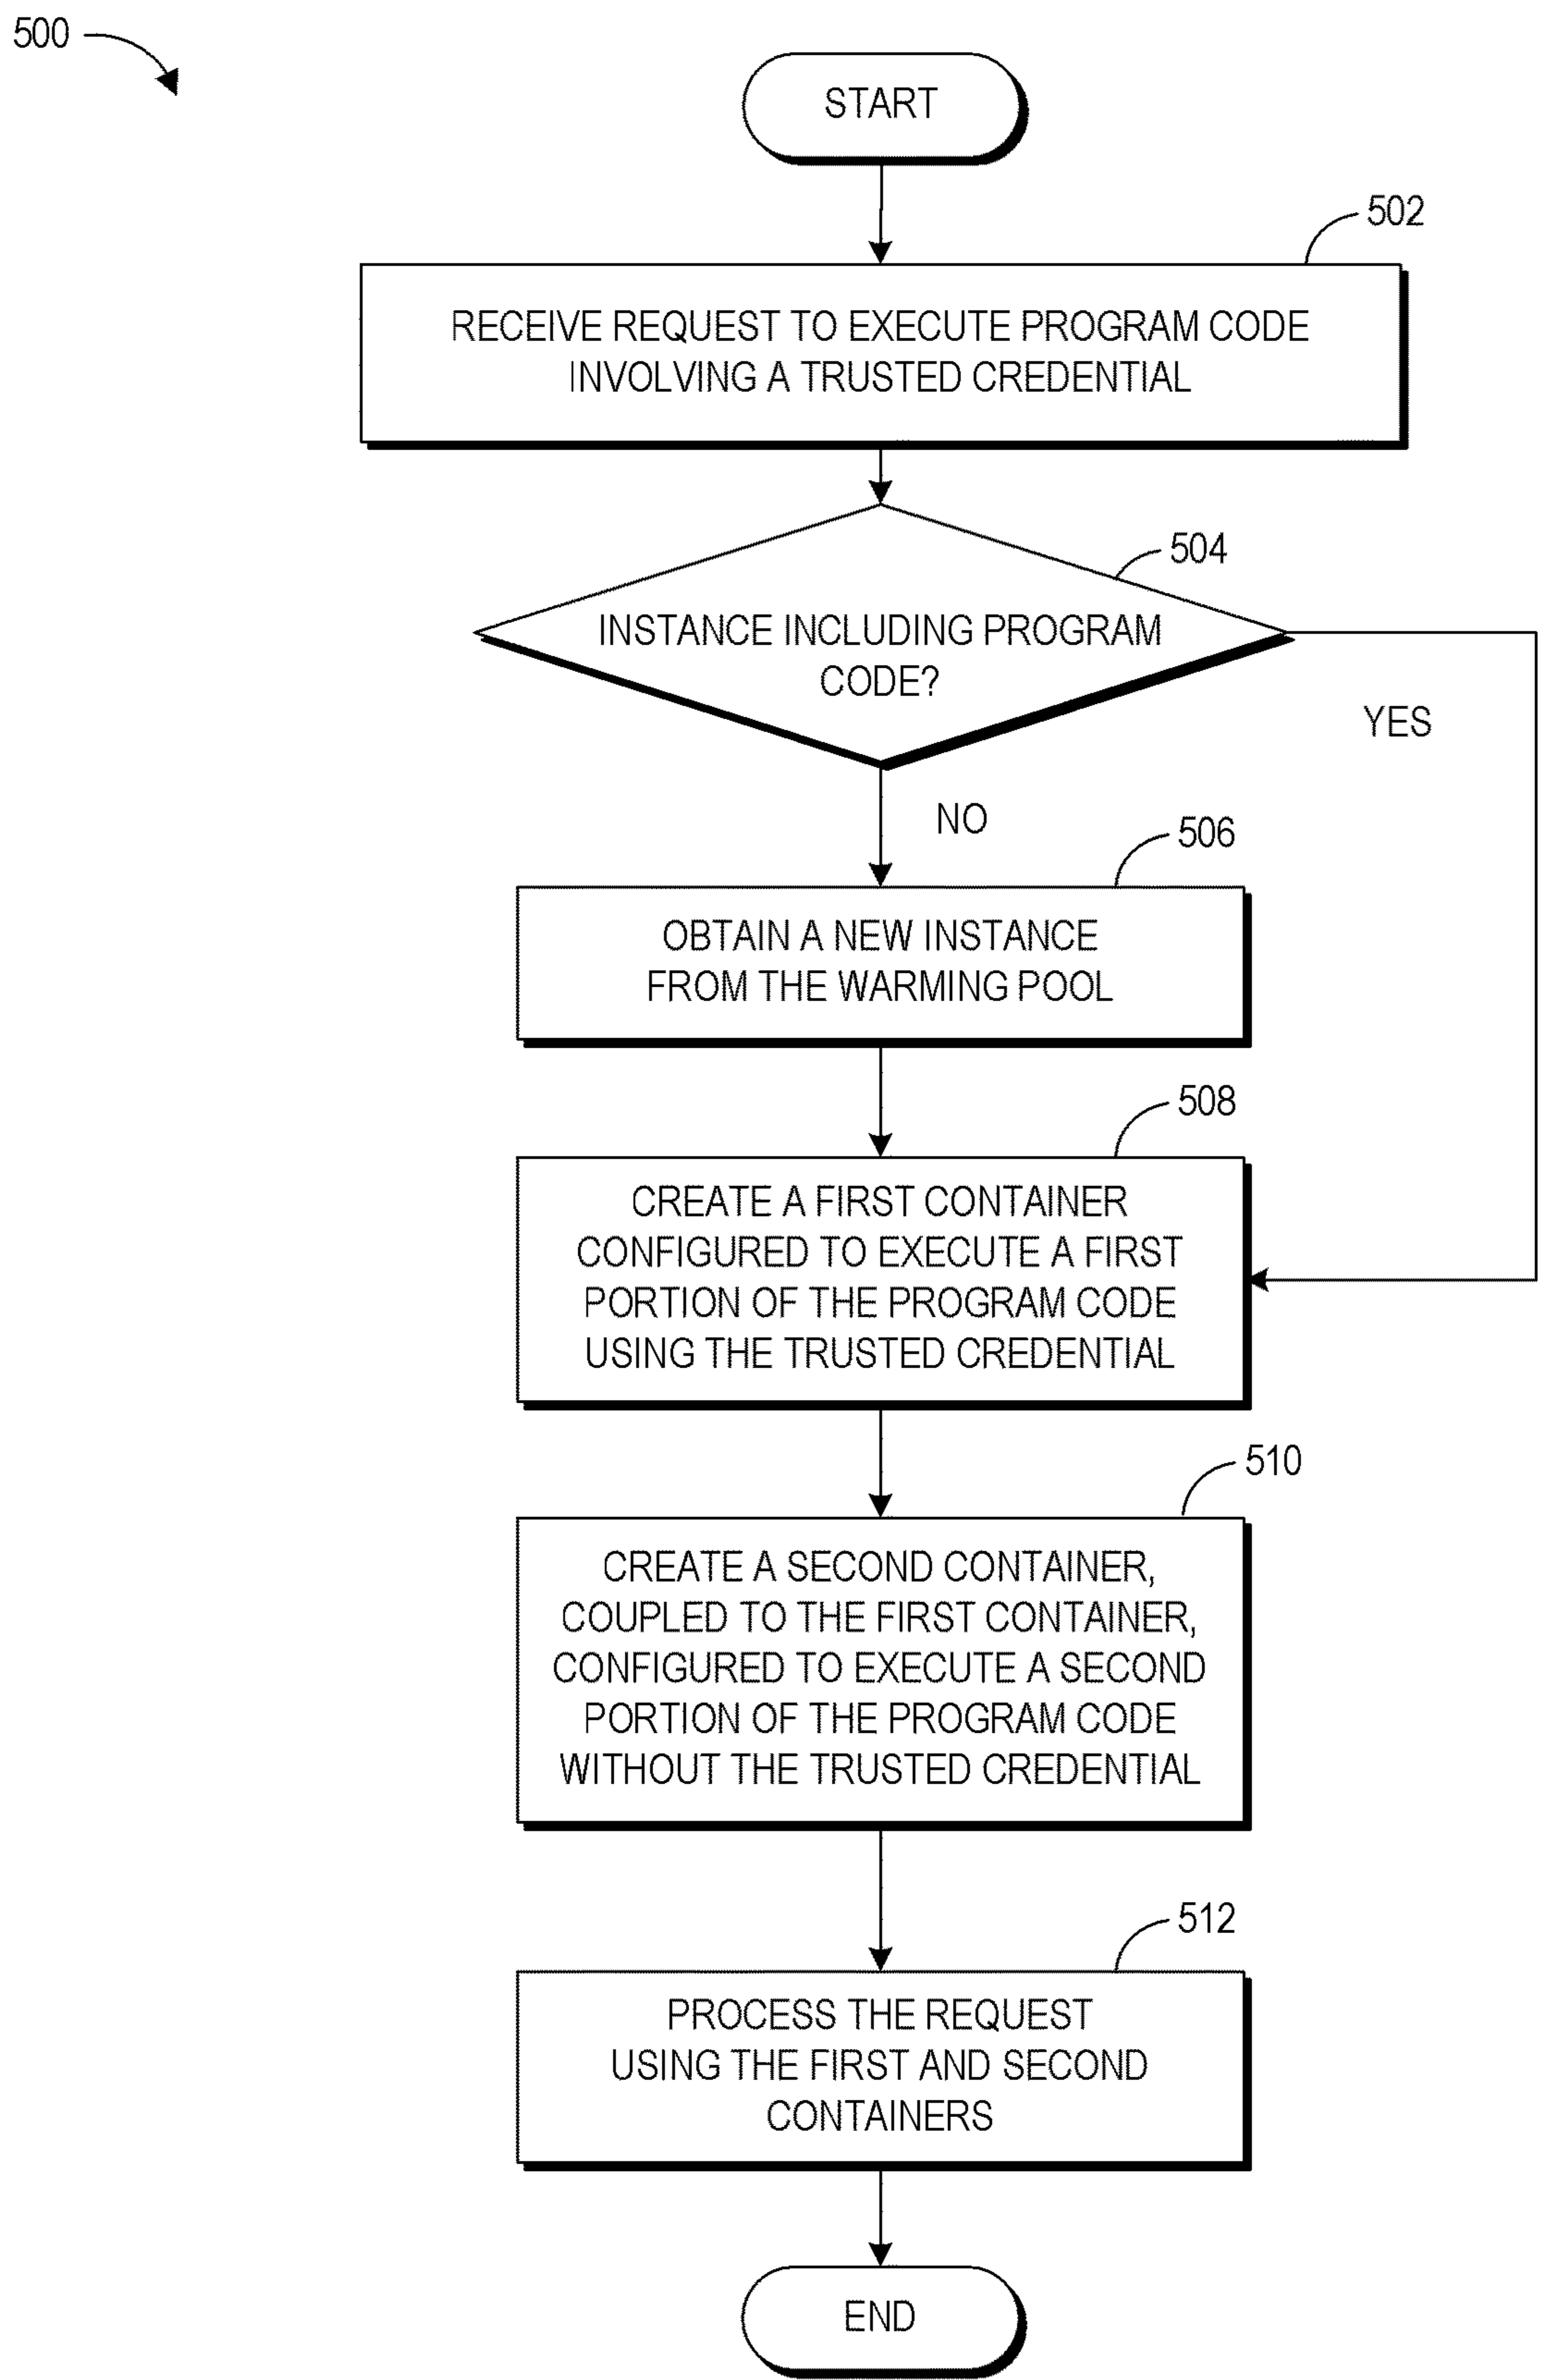 500
START
502
RECEIVE REQUEST TO EXECUTE PROGRAM CODE
INVOLVING A TRUSTED CREDENTIAL
504
INSTANCE INCLUDING PROGRAM
CODE?
YES
NO
506
OBTAIN A NEW INSTANCE
FROM THE WARMING POOL
508
CREATE A FIRST CONTAINER
CONFIGURED TO EXECUTE A FIRST
PORTION OF THE PROGRAM CODE
USING THE TRUSTED CREDENTIAL
510
CREATE A SECOND CONTAINER,
COUPLED TO THE FIRST CONTAINER,
CONFIGURED TO EXECUTE A SECOND
PORTION OF THE PROGRAM CODE
WITHOUT THE TRUSTED CREDENTIAL
512
PROCESS THE REQUEST
USING THE FIRST AND SECOND
CONTAINERS
END